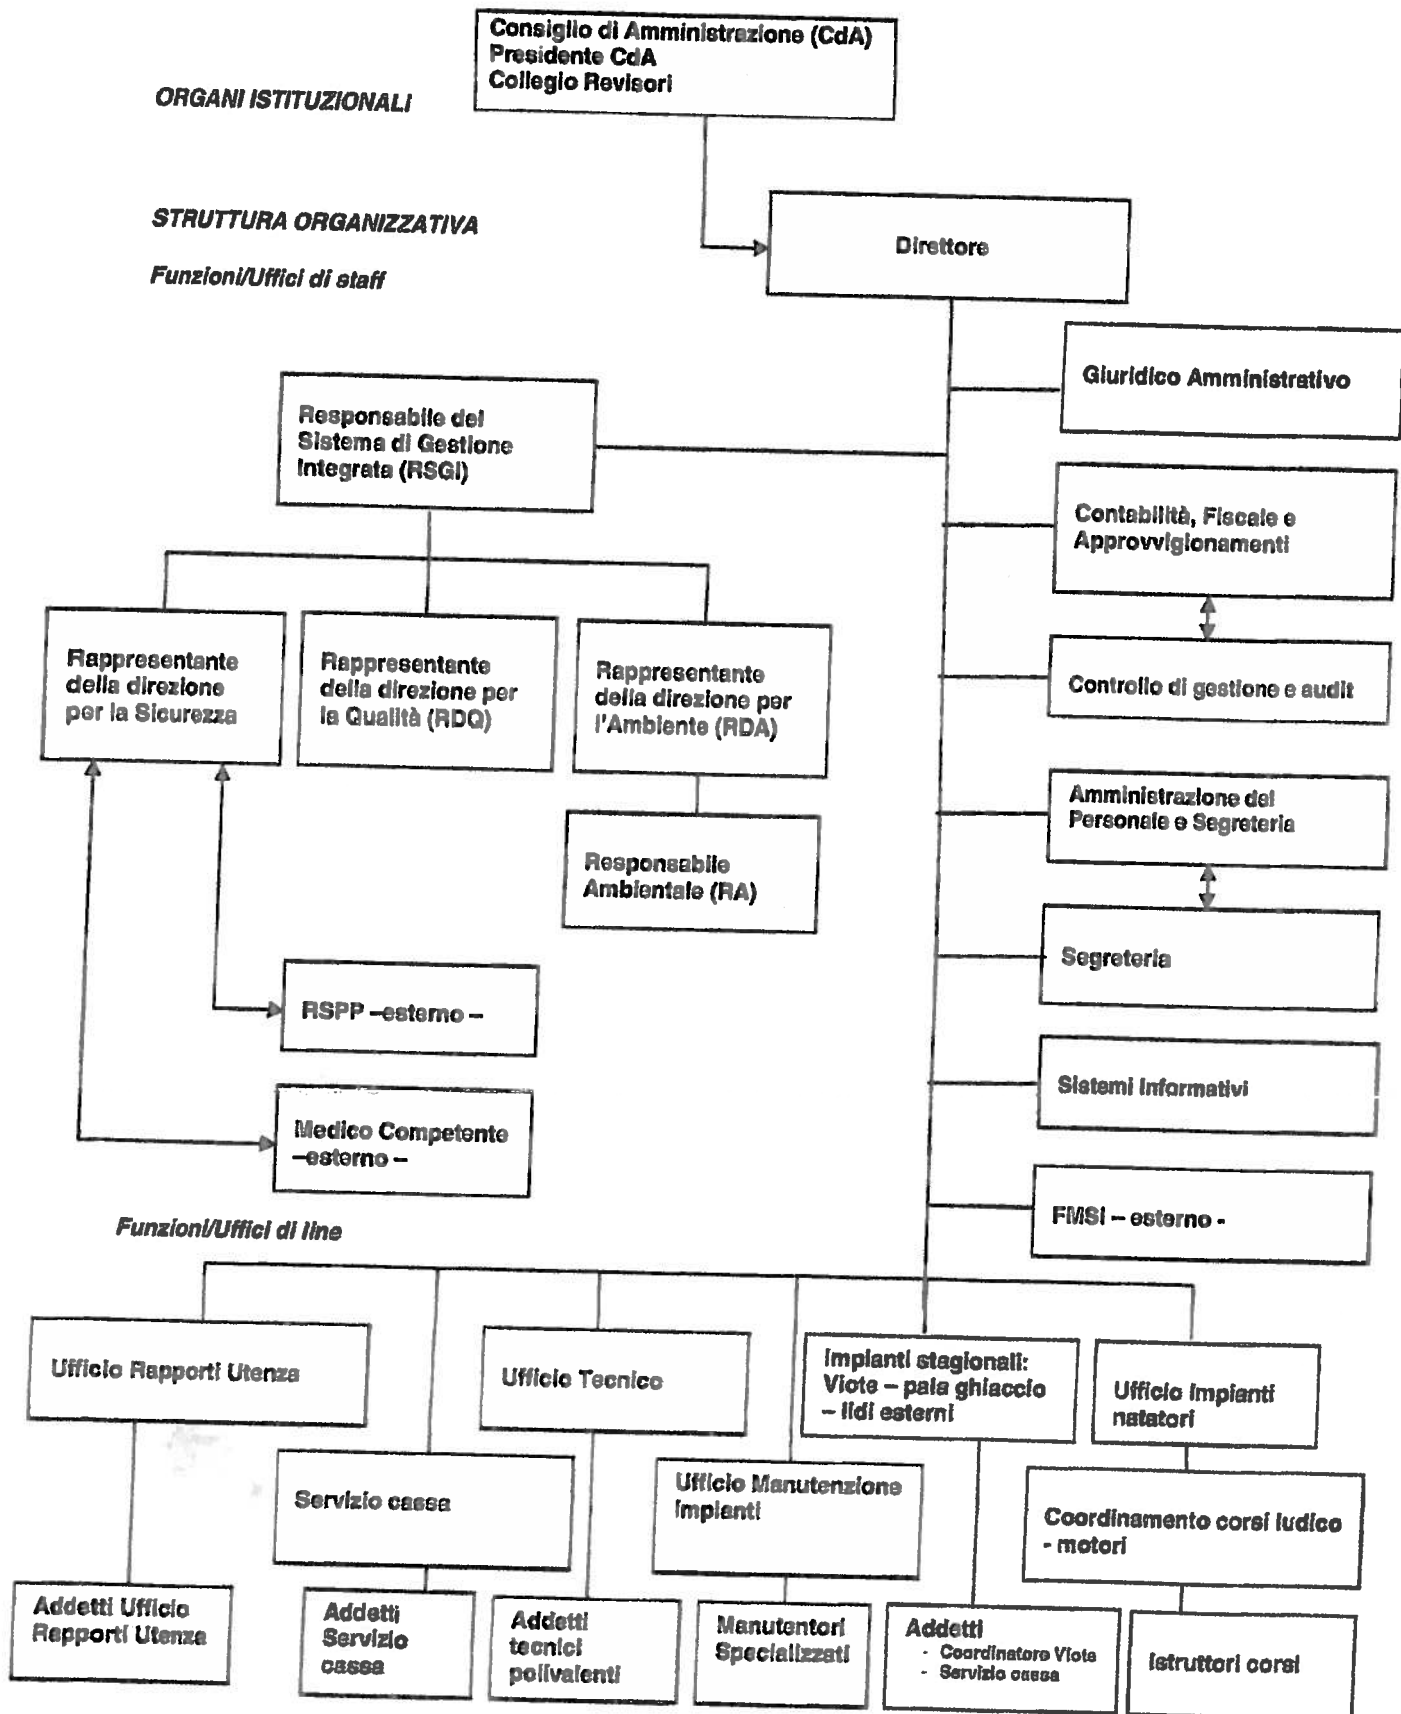 Consiglio di Amministrazione (CdA)
Presidente CdA
Collegio Revisori
ORGANI ISTITUZIONALI
STRUTTURA ORGANIZZATIVA
Direttore
Funzioni/Uffici di staff
Giuridico Amministrativo
Responsabile del
Sistema di Gestione
Integrata (RSGI)
Contabilità, Fiscale e
Approvvigionamenti
Rappresentante
della direzione
per la Sicurezza
Rappresentante
della direzione per
la Qualità (RDQ)
Rappresentante
della direzione per
l'Ambiente (RDA)
Controllo di gestione e audit
Amministrazione del
Personale e Segreteria
Responsabile
Ambientale (RA)
Segreteria
RSPP –esterno –
Sistemi Informativi
Medico Competente
–esterno –
FMSI – esterno -
Funzioni/Uffici di line
Ufficio Rapporti Utenza
Ufficio Tecnico
Impianti stagionali:
Viote – pala ghiaccio
– lidi esterni
Ufficio Impianti
natatori
Servizio cassa
Ufficio Manutenzione
Impianti
Coordinamento corsi ludico
- motori
Addetti Ufficio
Rapporti Utenza
Addetti
Servizio
cassa
Addetti
tecnici
polivalenti
Manutentori
Specializzati
Addetti
- Coordinatore Viote
- Servizio cassa
Istruttori corsi